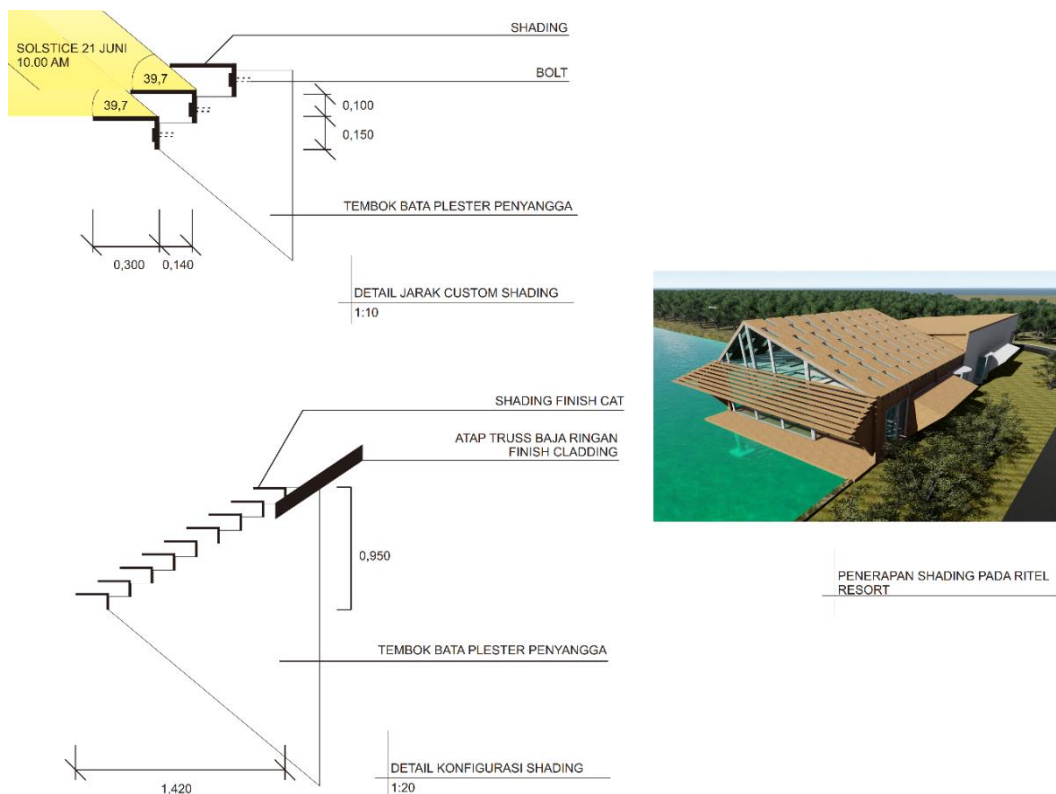 SOLSTICE 21 JUNI
10.00 AM
39,7
39,7
SHADING
BOLT
0,100
0,150
TEMBOK BATA PLESTER PENYANGGA
0,300
0,140
DETAIL JARAK CUSTOM SHADING
1:10
SHADING FINISH CAT
ATAP TRUSS BAJA RINGAN
FINISH CLADDING
0,950
TEMBOK BATA PLESTER PENYANGGA
1,420
DETAIL KONFIGURASI SHADING
1:20
PENERAPAN SHADING PADA RITEL
RESORT